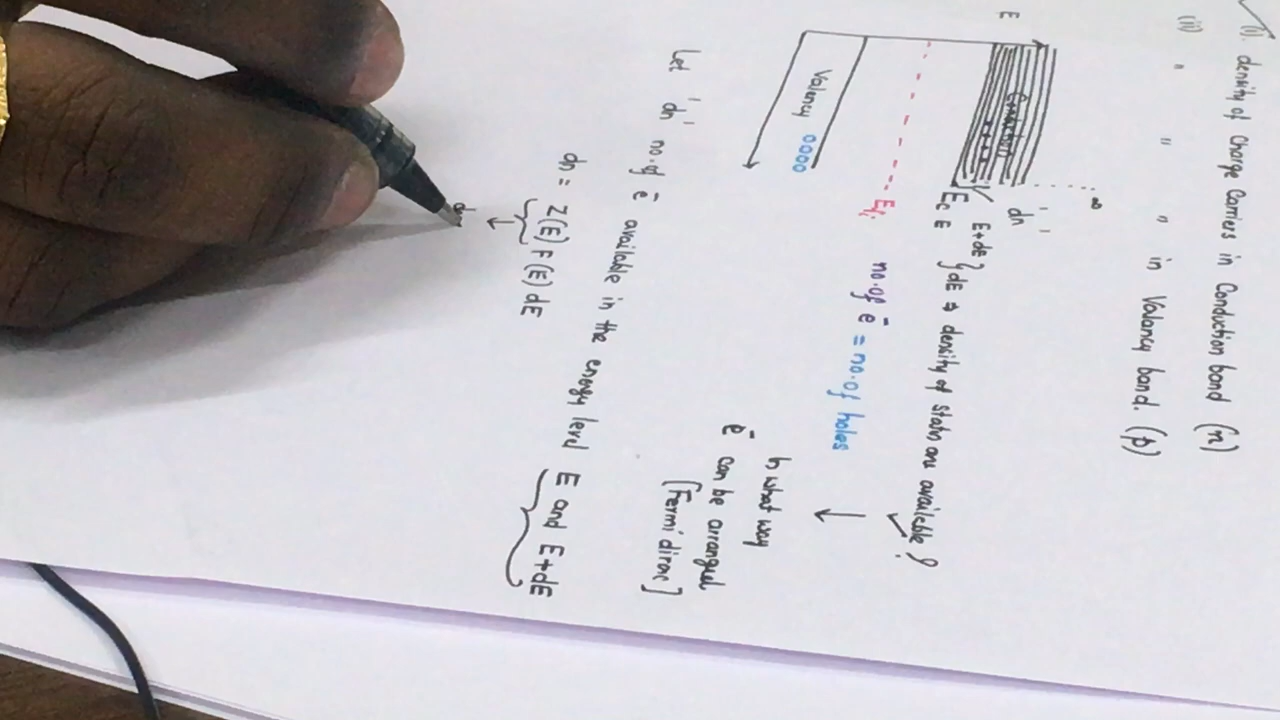 (i). density of Charge Carriers in Conduction band (n)
(ii) " " " in Valancy band. (p)
E
∞
'dn'
Conduction
E+dE } dE ⇒ density of states are available ?
Ec E
Efi
no.of ē = no.of holes
Valancy 0000
what way
ē can be arranged
[Fermi dirac]
Let 'dn' no.of ē available in the energy level E and E+dE
dn = Z(E) F(E) dE